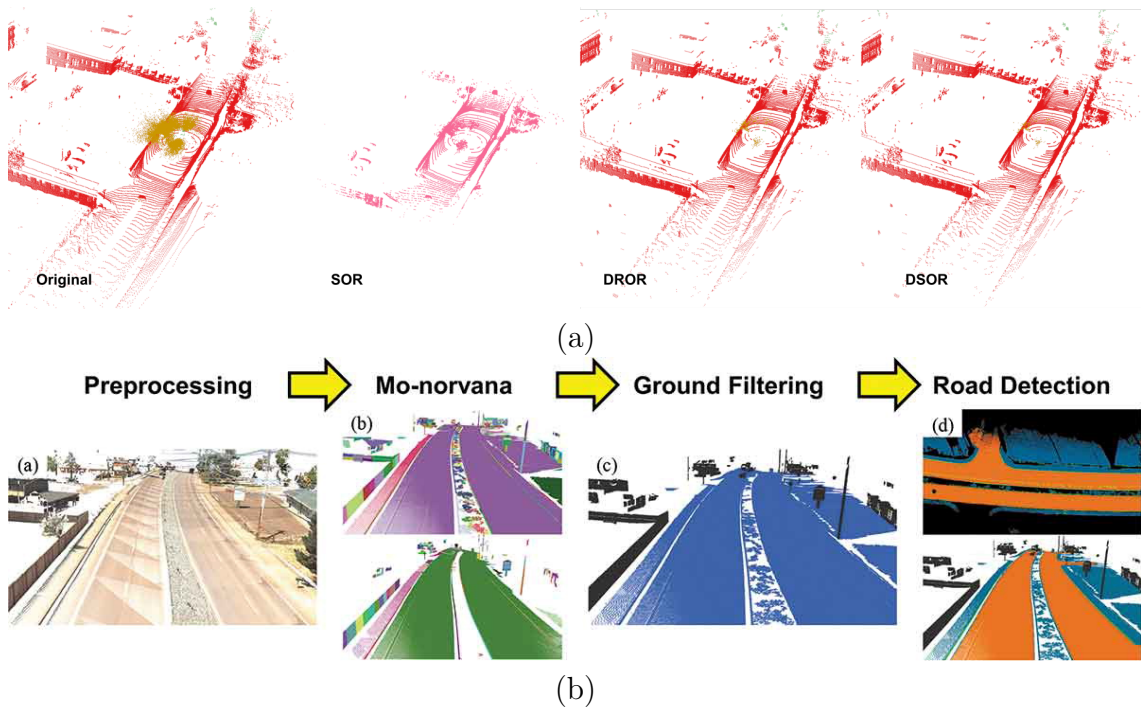 Original
SOR
DROR
DSOR
(a)
Preprocessing
Mo-norvana
Ground Filtering
Road Detection
(a)
(b)
(c)
(d)
(b)